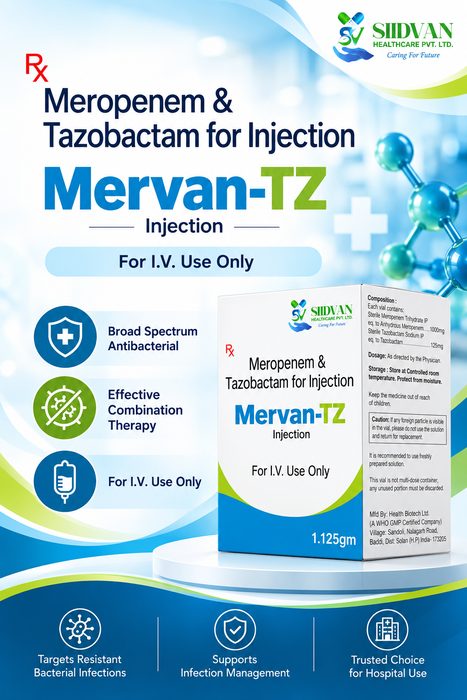 SV
SIIDVAN
HEALTHCARE PVT. LTD.
Caring For Future
Rx
Meropenem &
Tazobactam for Injection
Mervan-TZ
Injection
For I.V. Use Only
Broad Spectrum
Antibacterial
Effective
Combination
Therapy
For I.V. Use Only
SV
SIIDVAN
HEALTHCARE PVT. LTD.
Caring For Future
Rx
Meropenem &
Tazobactam for Injection
Mervan-TZ
Injection
For I.V. Use Only
1.125gm
Composition :
Each vial contains:
Sterile Meropenem Trihydrate IP
eq. to Anhydrous Meropenem......1000mg
Sterile Tazobactam Sodium IP
eq. to Tazobactam......125mg
Dosage: As directed by the Physician.
Storage : Store at Controlled room
temperature. Protect from moisture.
Keep the medicine out of reach
of children.
Caution: If any foreign particle is visible
in the vial, please do not use the solution
and return for replacement.
It is recommended to use freshly
prepared solution.
This vial is not multi-dose container,
any unused portion must be discarded.
Mfd By: Health Biotech Ltd.
(A WHO GMP Certified Company)
Village: Sandoli, Nalagarh Road,
Baddi, Dist: Solan (H.P) India- 173205
Targets Resistant
Bacterial Infections
Supports
Infection Management
Trusted Choice
for Hospital Use